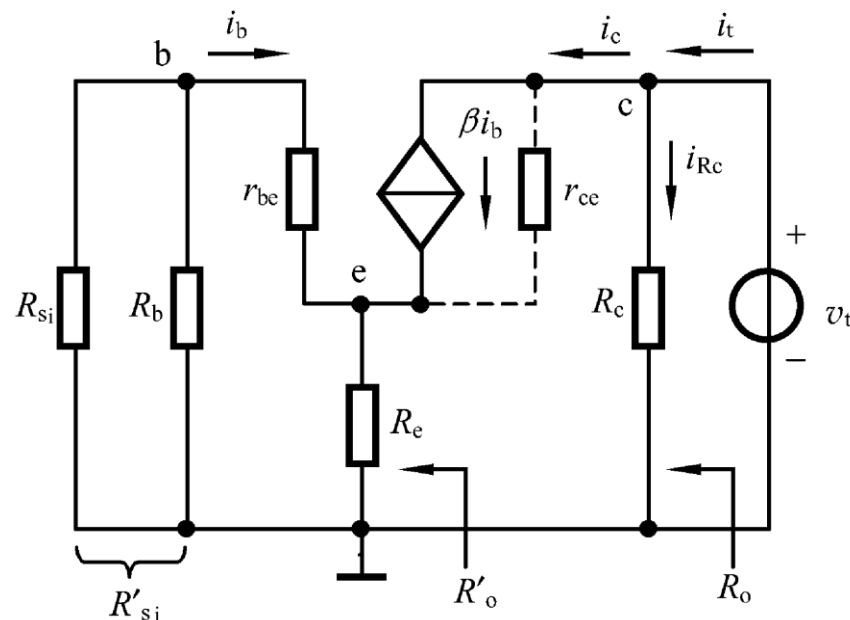 i_b
i_c
i_t
b
c
βi_b
i_Rc
r_be
r_ce
e
+
R_si
R_b
R_c
v_t
−
R_e
R'_si
R'_o
R_o